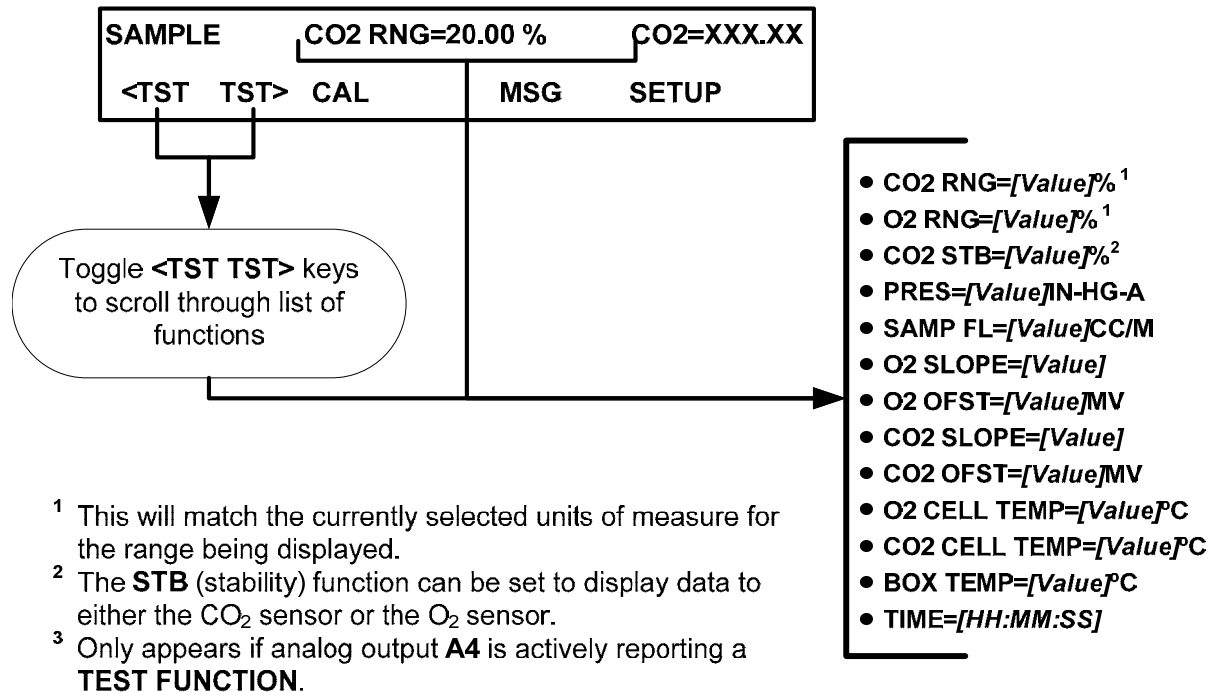 SAMPLE CO2 RNG=20.00 % CO2=XXX.XX
<TST TST> CAL MSG SETUP
Toggle <TST TST> keys
to scroll through list of
functions
• CO2 RNG=[Value]% ¹
• O2 RNG=[Value]% ¹
• CO2 STB=[Value]%²
• PRES=[Value]IN-HG-A
• SAMP FL=[Value]CC/M
• O2 SLOPE=[Value]
• O2 OFST=[Value]MV
• CO2 SLOPE=[Value]
• CO2 OFST=[Value]MV
• O2 CELL TEMP=[Value]ºC
• CO2 CELL TEMP=[Value]ºC
• BOX TEMP=[Value]ºC
• TIME=[HH:MM:SS]
¹ This will match the currently selected units of measure for
the range being displayed.
² The STB (stability) function can be set to display data to
either the CO₂ sensor or the O₂ sensor.
³ Only appears if analog output A4 is actively reporting a
TEST FUNCTION.